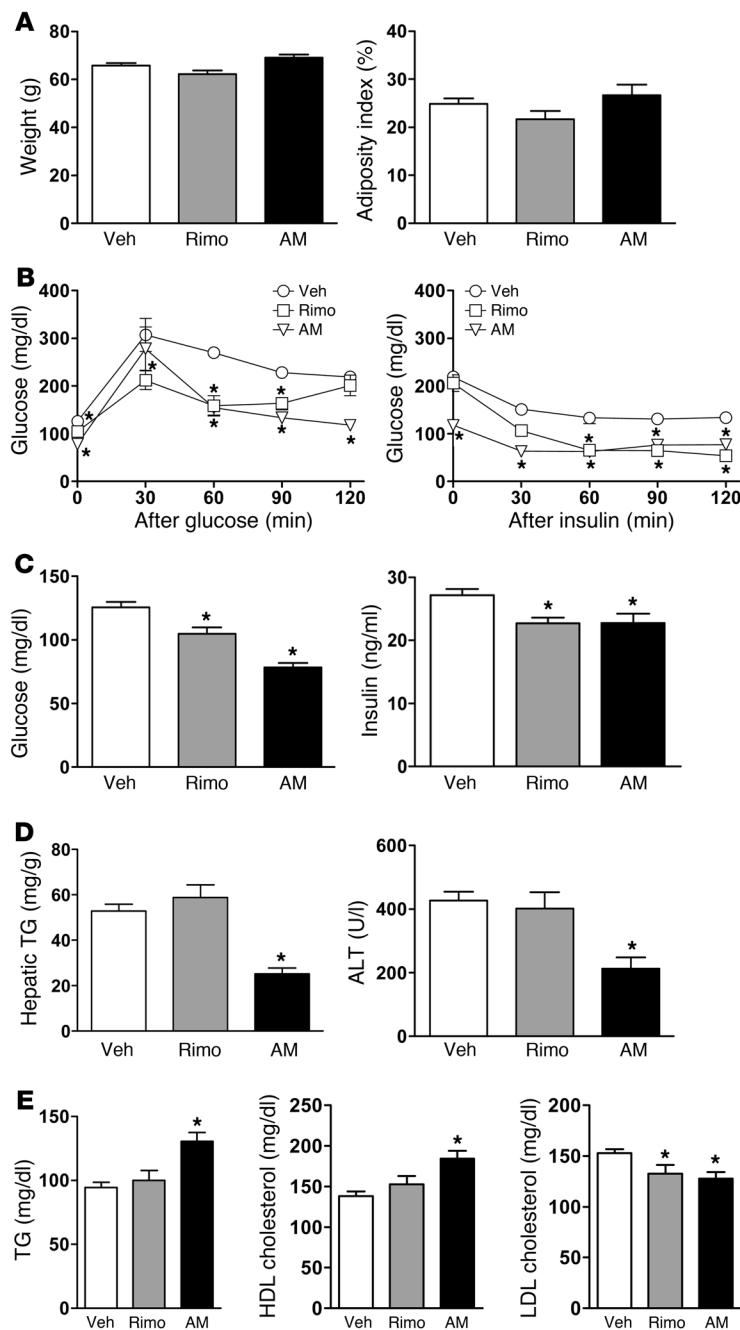 A
Weight (g)
80
60
40
20
0
Veh Rimo AM
Adiposity index (%)
40
30
20
10
0
Veh Rimo AM
B
Glucose (mg/dl)
400
300
200
100
0
Veh
Rimo
AM
* * * * * * * *
0 30 60 90 120
After glucose (min)
Glucose (mg/dl)
400
300
200
100
0
Veh
Rimo
AM
* * * * * * * *
0 30 60 90 120
After insulin (min)
C
Glucose (mg/dl)
150
100
50
0
* *
Veh Rimo AM
Insulin (ng/ml)
30
20
10
0
* *
Veh Rimo AM
D
Hepatic TG (mg/g)
80
60
40
20
0
*
Veh Rimo AM
ALT (U/l)
600
400
200
0
*
Veh Rimo AM
E
TG (mg/dl)
150
100
50
0
*
Veh Rimo AM
HDL cholesterol (mg/dl)
250
200
150
100
50
0
*
Veh Rimo AM
LDL cholesterol (mg/dl)
200
150
100
50
0
* *
Veh Rimo AM